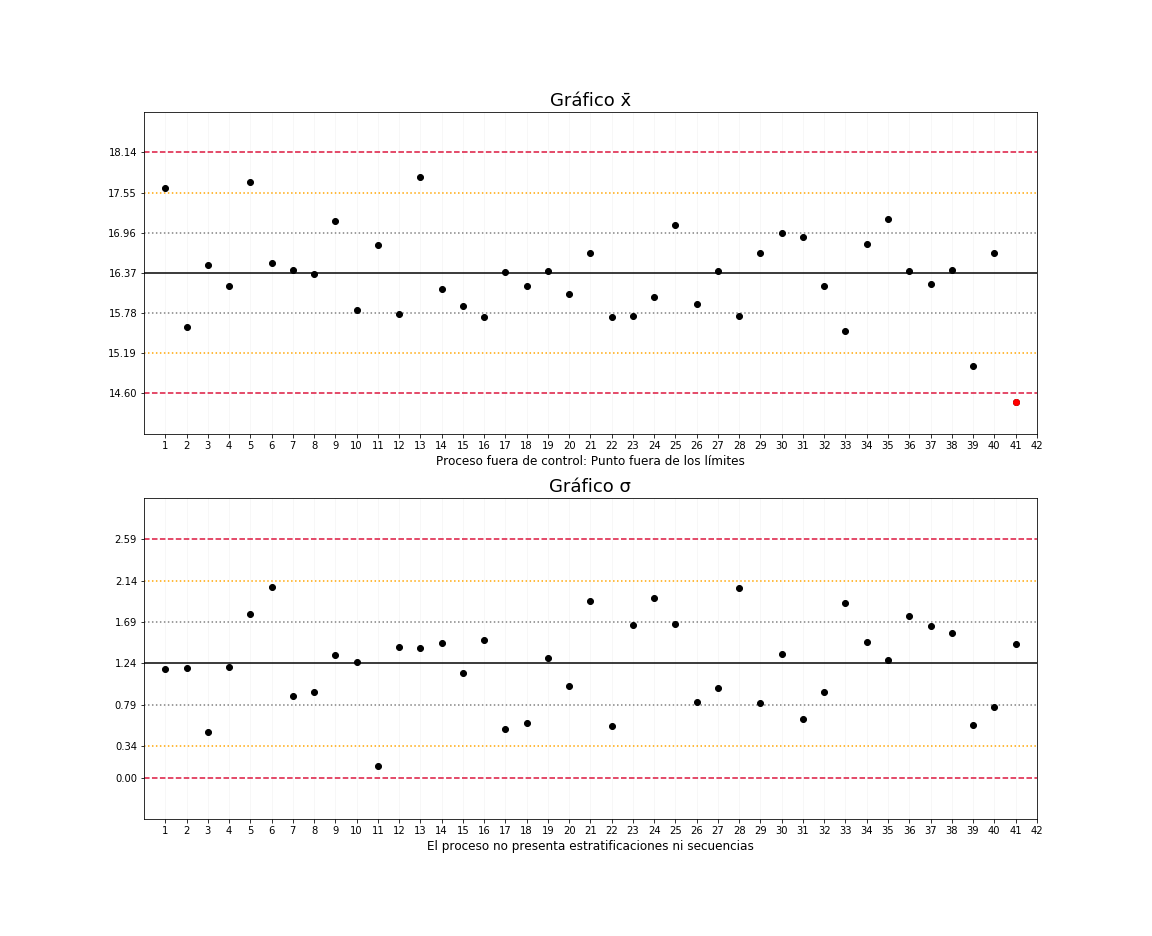 Gráfico x̄
18.14
17.55
16.96
16.37
15.78
15.19
14.60
1 2 3 4 5 6 7 8 9 10 11 12 13 14 15 16 17 18 19 20 21 22 23 24 25 26 27 28 29 30 31 32 33 34 35 36 37 38 39 40 41 42
Proceso fuera de control: Punto fuera de los límites
Gráfico σ
2.59
2.14
1.69
1.24
0.79
0.34
0.00
1 2 3 4 5 6 7 8 9 10 11 12 13 14 15 16 17 18 19 20 21 22 23 24 25 26 27 28 29 30 31 32 33 34 35 36 37 38 39 40 41 42
El proceso no presenta estratificaciones ni secuencias